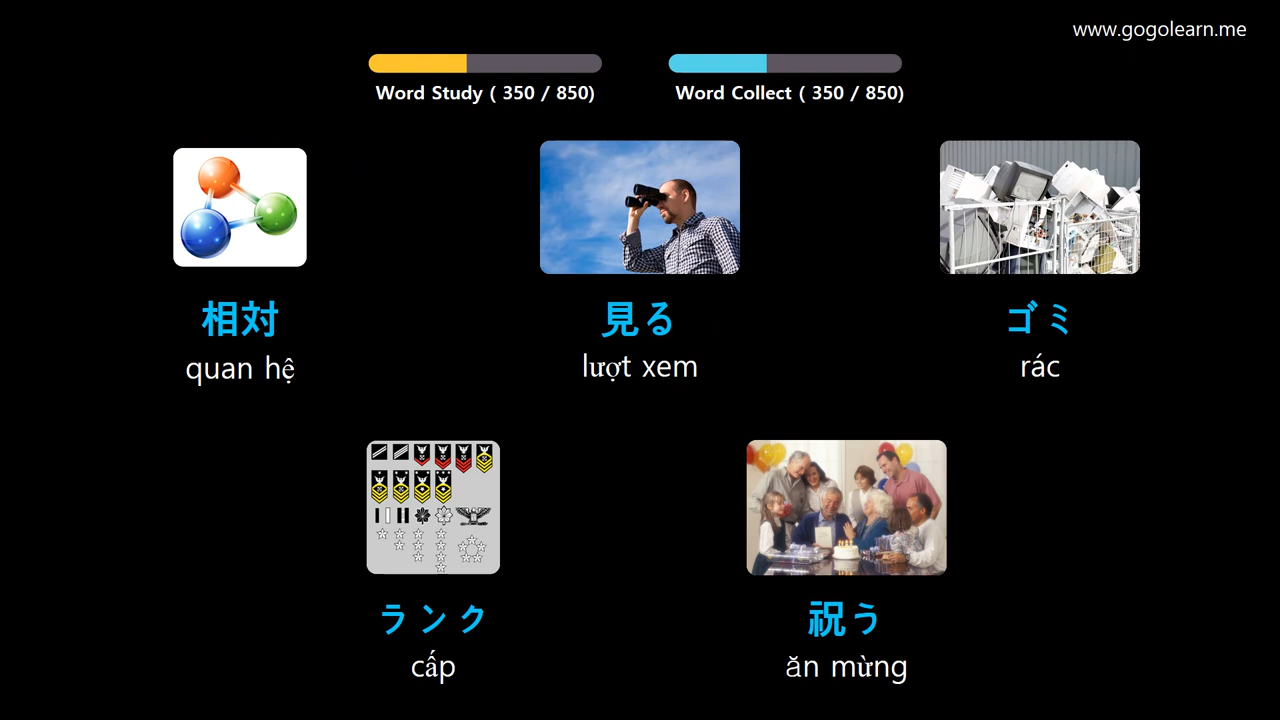 www.gogolearn.me
Word Study ( 350 / 850)
Word Collect ( 350 / 850)
相対
quan hệ
見る
lượt xem
ゴミ
rác
ランク
cấp
祝う
ăn mừng